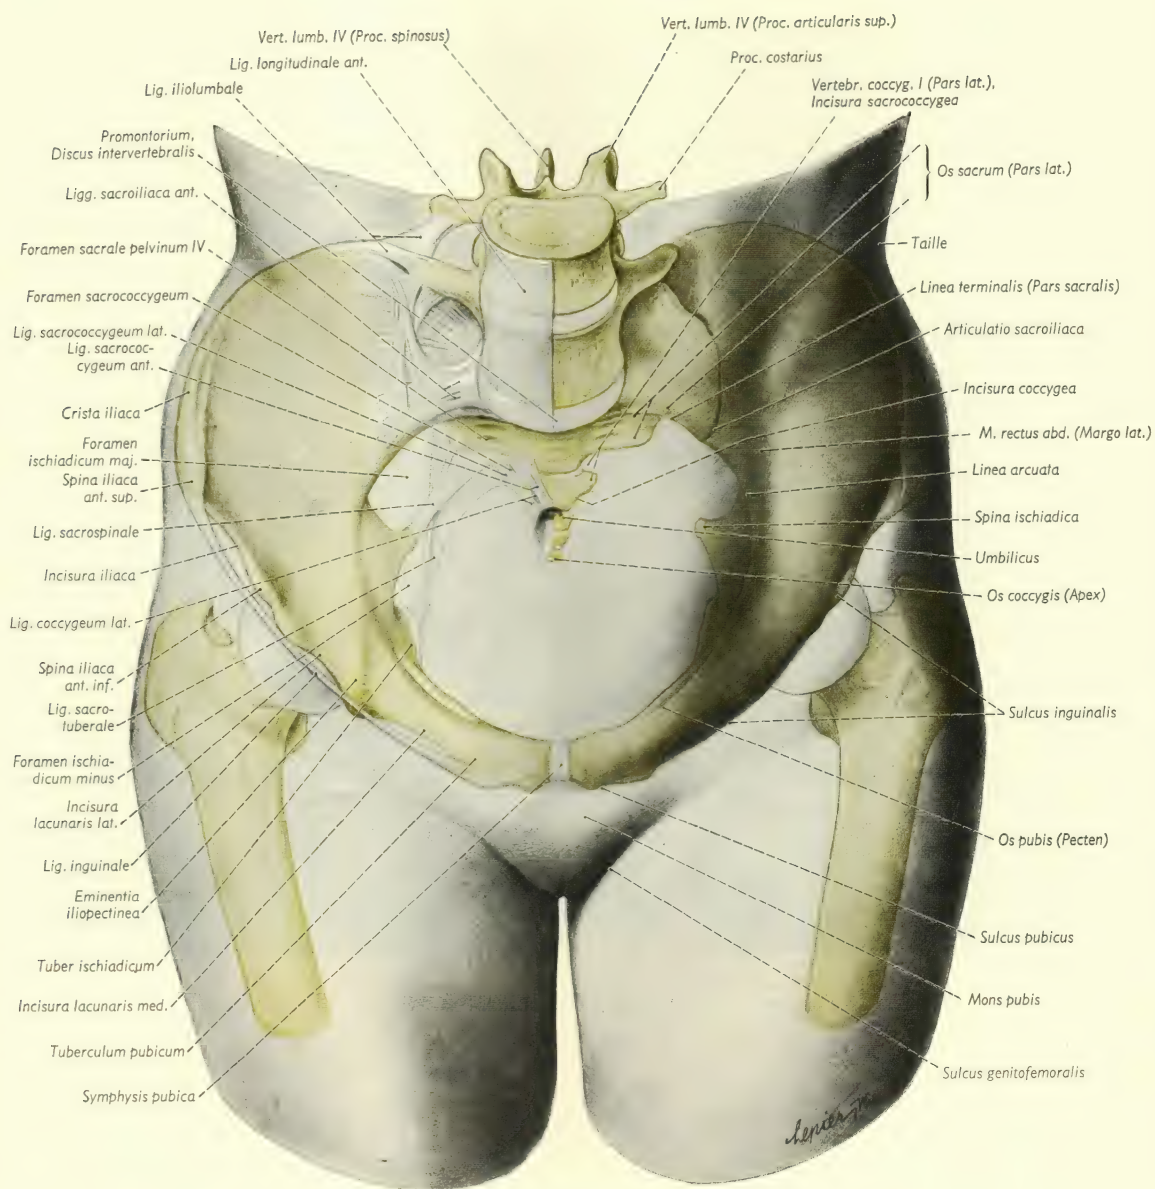 Vert. lumb. IV (Proc. spinosus)
Lig. longitudinale ant.
Lig. iliolumbale
Promontorium,
Discus intervertebralis
Ligg. sacroiliaca ant.
Foramen sacrale pelvinum IV
Foramen sacrococcygeum
Lig. sacrococcygeum lat.
Lig. sacrococ-
cygeum ant.
Crista iliaca
Foramen
ischiadicum maj.
Spina iliaca
ant. sup.
Lig. sacrospinale
Incisura iliaca
Lig. coccygeum lat.
Spina iliaca
ant. inf.
Lig. sacro-
tuberale
Foramen ischia-
dicum minus
Incisura
lacunaris lat.
Lig. inguinale
Eminentia
iliopectinea
Tuber ischiadicum
Incisura lacunaris med.
Tuberculum pubicum
Symphysis pubica
Vert. lumb. IV (Proc. articularis sup.)
Proc. costarius
Vertebr. coccyg. I (Pars lat.),
Incisura sacrococcygea
Os sacrum (Pars lat.)
Taille
Linea terminalis (Pars sacralis)
Articulatio sacroiliaca
Incisura coccygea
M. rectus abd. (Margo lat.)
Linea arcuata
Spina ischiadica
Umbilicus
Os coccygis (Apex)
Sulcus inguinalis
Os pubis (Pecten)
Sulcus pubicus
Mons pubis
Sulcus genitofemoralis
Lepier